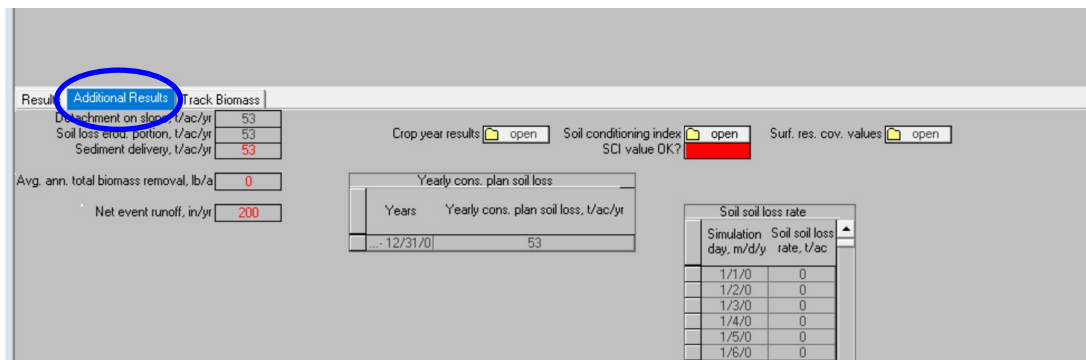 Results Additional Results Track Biomass
Detachment on slope, t/ac/yr 53
Soil loss erod. portion, t/ac/yr 53
Sediment delivery, t/ac/yr 53
Crop year results open Soil conditioning index open Surf. res. cov. values open
SCI value OK?
Avg. ann. total biomass removal, lb/a 0
Net event runoff, in/yr 200
Yearly cons. plan soil loss
Years Yearly cons. plan soil loss, t/ac/yr
...- 12/31/0 53
Soil soil loss rate
Simulation day, m/d/y Soil soil loss rate, t/ac
1/1/0 0
1/2/0 0
1/3/0 0
1/4/0 0
1/5/0 0
1/6/0 0